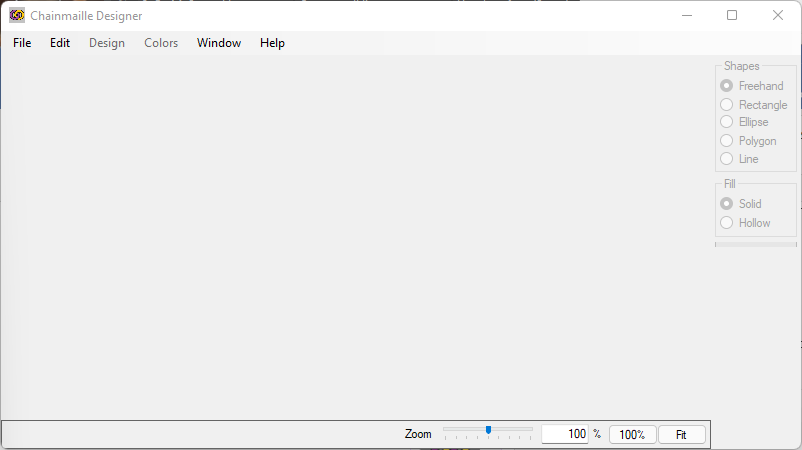 Chainmaille Designer
File Edit Design Colors Window Help
Shapes
Freehand
Rectangle
Ellipse
Polygon
Line
Fill
Solid
Hollow
Zoom 100 % 100% Fit